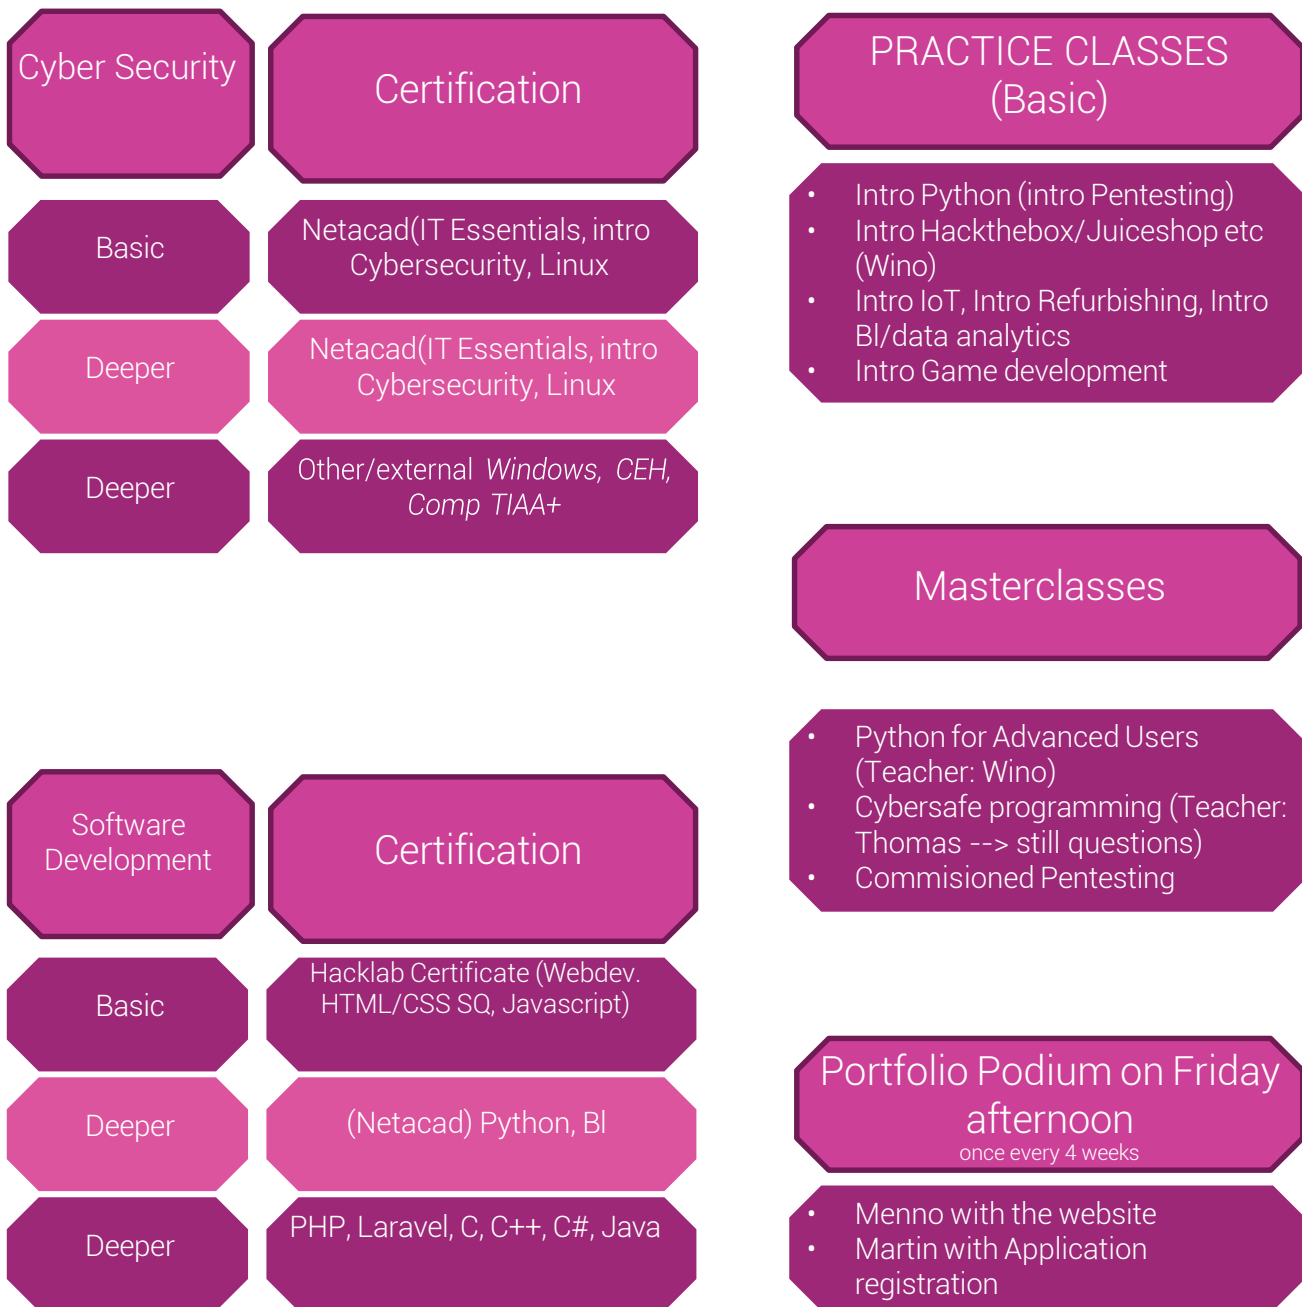 Cyber Security
Certification
Basic
Netacad(IT Essentials, intro
Cybersecurity, Linux
Deeper
Netacad(IT Essentials, intro
Cybersecurity, Linux
Deeper
Other/external Windows, CEH,
Comp TIAA+
Software
Development
Certification
Basic
Hacklab Certificate (Webdev.
HTML/CSS SQ, Javascript)
Deeper
(Netacad) Python, Bl
Deeper
PHP, Laravel, C, C++, C#, Java
PRACTICE CLASSES
(Basic)
• Intro Python (intro Pentesting)
• Intro Hackthebox/Juiceshop etc
(Wino)
• Intro IoT, Intro Refurbishing, Intro
Bl/data analytics
• Intro Game development
Masterclasses
• Python for Advanced Users
(Teacher: Wino)
• Cybersafe programming (Teacher:
Thomas --> still questions)
• Commisioned Pentesting
Portfolio Podium on Friday
afternoon
once every 4 weeks
• Menno with the website
• Martin with Application
registration